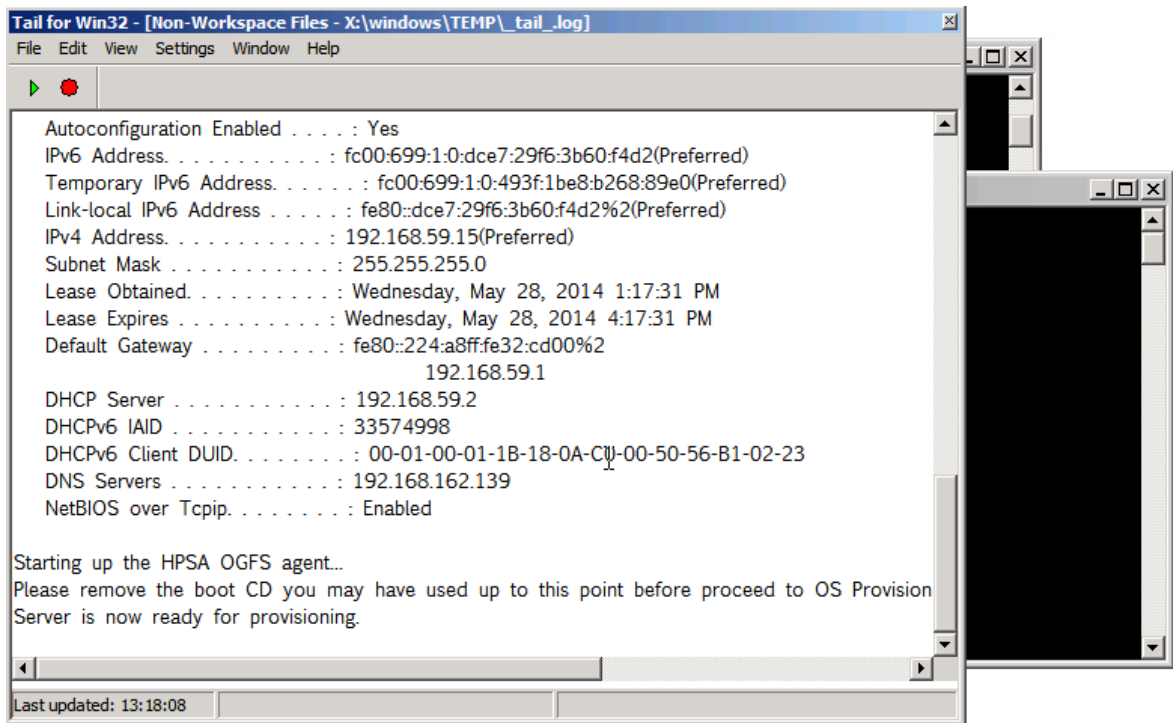 Tail for Win32 - [Non-Workspace Files - X:\windows\TEMP\_tail_.log]
File Edit View Settings Window Help
Autoconfiguration Enabled . . . . : Yes
IPv6 Address. . . . . . . . . . . : fc00:699:1:0:dce7:29f6:3b60:f4d2(Preferred)
Temporary IPv6 Address. . . . . . : fc00:699:1:0:493f:1be8:b268:89e0(Preferred)
Link-local IPv6 Address . . . . . : fe80::dce7:29f6:3b60:f4d2%2(Preferred)
IPv4 Address. . . . . . . . . . . : 192.168.59.15(Preferred)
Subnet Mask . . . . . . . . . . . : 255.255.255.0
Lease Obtained. . . . . . . . . . : Wednesday, May 28, 2014 1:17:31 PM
Lease Expires . . . . . . . . . . : Wednesday, May 28, 2014 4:17:31 PM
Default Gateway . . . . . . . . . : fe80::224:a8ff:fe32:cd00%2
192.168.59.1
DHCP Server . . . . . . . . . . . : 192.168.59.2
DHCPv6 IAID . . . . . . . . . . . : 33574998
DHCPv6 Client DUID. . . . . . . . :
DNS Servers . . . . . . . . . . . : 192.168.162.139
NetBIOS over Tcpip. . . . . . . . : Enabled
Starting up the HPSA OGFS agent...
Please remove the boot CD you may have used up to this point before proceed to OS Provision
Server is now ready for provisioning.
Last updated: 13:18:08